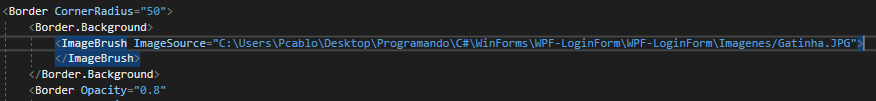 <Border CornerRadius="50">
<Border.Background>
<ImageBrush ImageSource="C:\Users\Pcablo\Desktop\Programando\C#\WinForms\WPF-LoginForm\WPF-LoginForm\Imagenes/Gatinha.JPG">
</ImageBrush>
</Border.Background>
<Border Opacity="0.8"